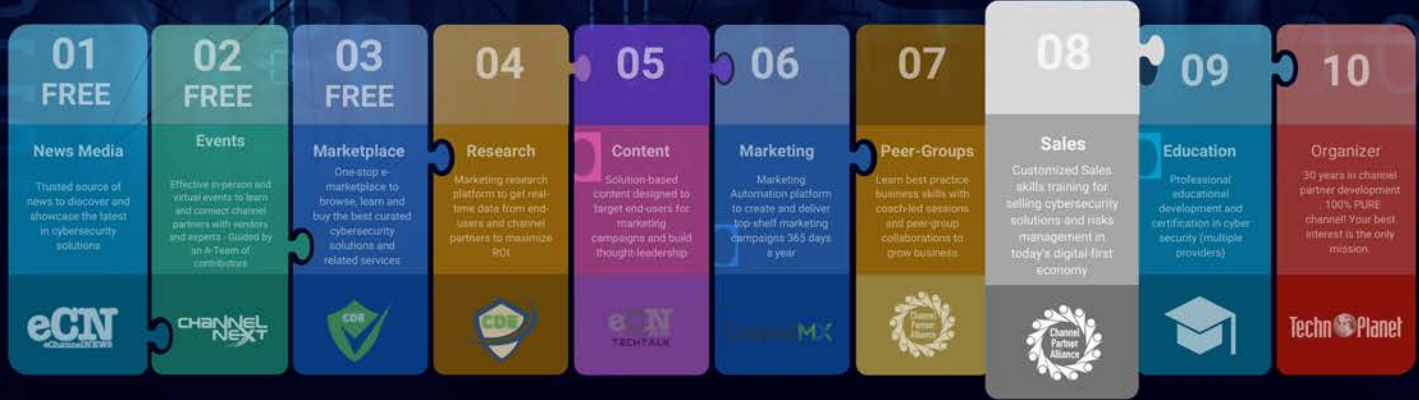 01
FREE
News Media
Trusted source of
news to discover and
showcase the latest
in cybersecurity
solutions
eCN
eChannelNEWS
02
FREE
Events
Effective in-person and
virtual events to learn
and connect channel
partners with vendors
and experts - Guided by
an A-Team of
contributors
CHANNEL
NEXT
03
FREE
Marketplace
One-stop e-
marketplace to
browse, learn and
buy the best curated
cybersecurity
solutions and
related services
CDE
04
Research
Marketing research
platform to get real-
time data from end-
users and channel
partners to maximize
ROI
CDE
05
Content
Solution-based
content designed to
target end-users for
marketing
campaigns and build
thought-leadership
eCN
TECHTALK
06
Marketing
Marketing
Automation platform
to create and deliver
top-shelf marketing
campaigns 365 days
a year
MX
07
Peer-Groups
Learn best practice
business skills with
coach-led sessions
and peer-group
collaborations to
grow business
Channel
Partner
Alliance
08
Sales
Customized Sales
skills training for
selling cybersecurity
solutions and risks
management in
today's digital-first
economy
Channel
Partner
Alliance
09
Education
Professional
educational
development and
certification in cyber
security (multiple
providers)
10
Organizer
30 years in channel
partner development
. 100% PURE
channel! Your best
interest is the only
mission.
TechnoPlanet